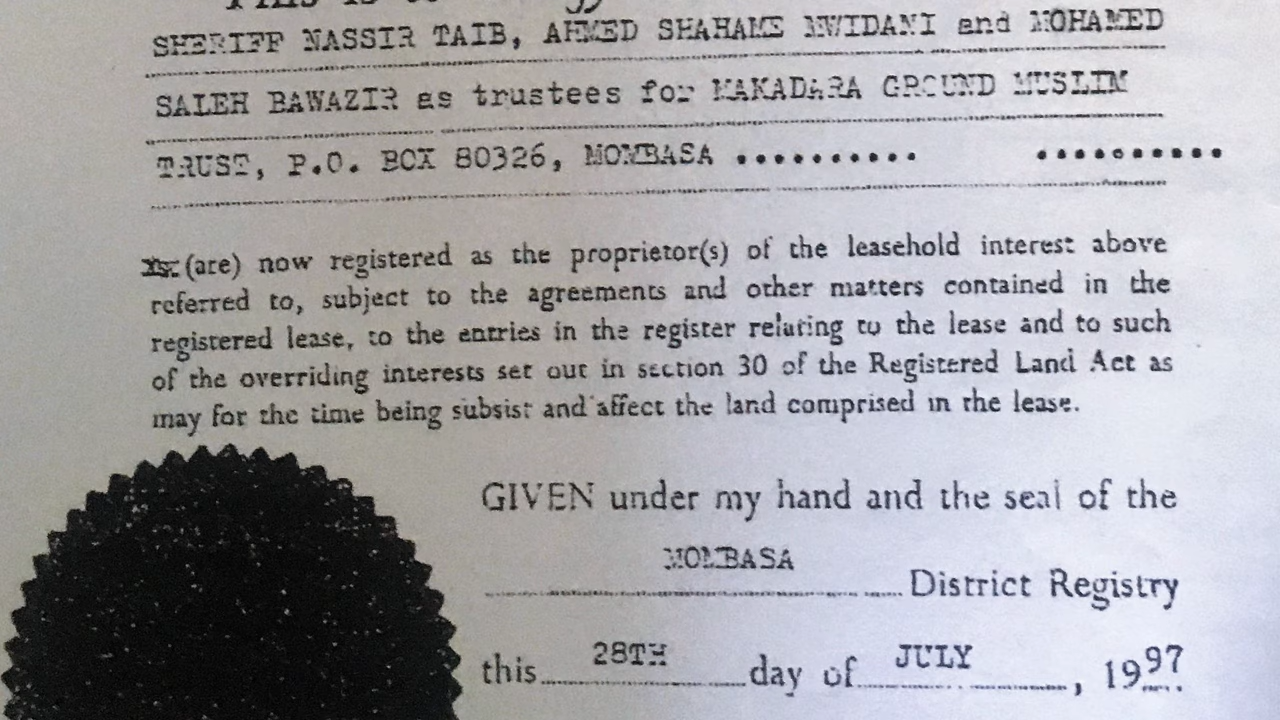 SHERIFF NASSIR TAIB, AHMED SHAHAME MWIDANI and MOHAMED
SALEH BAWAZIR as trustees for MAKADARA GROUND MUSLIM
TRUST, P.O. BOX 80326, MOMBASA .......... ..........
(are) now registered as the proprietor(s) of the leasehold interest above
referred to, subject to the agreements and other matters contained in the
registered lease, to the entries in the register relating to the lease and to such
of the overriding interests set out in section 30 of the Registered Land Act as
may for the time being subsist and affect the land comprised in the lease.
GIVEN under my hand and the seal of the
MOMBASA
District Registry
this 28TH day of JULY, 1997